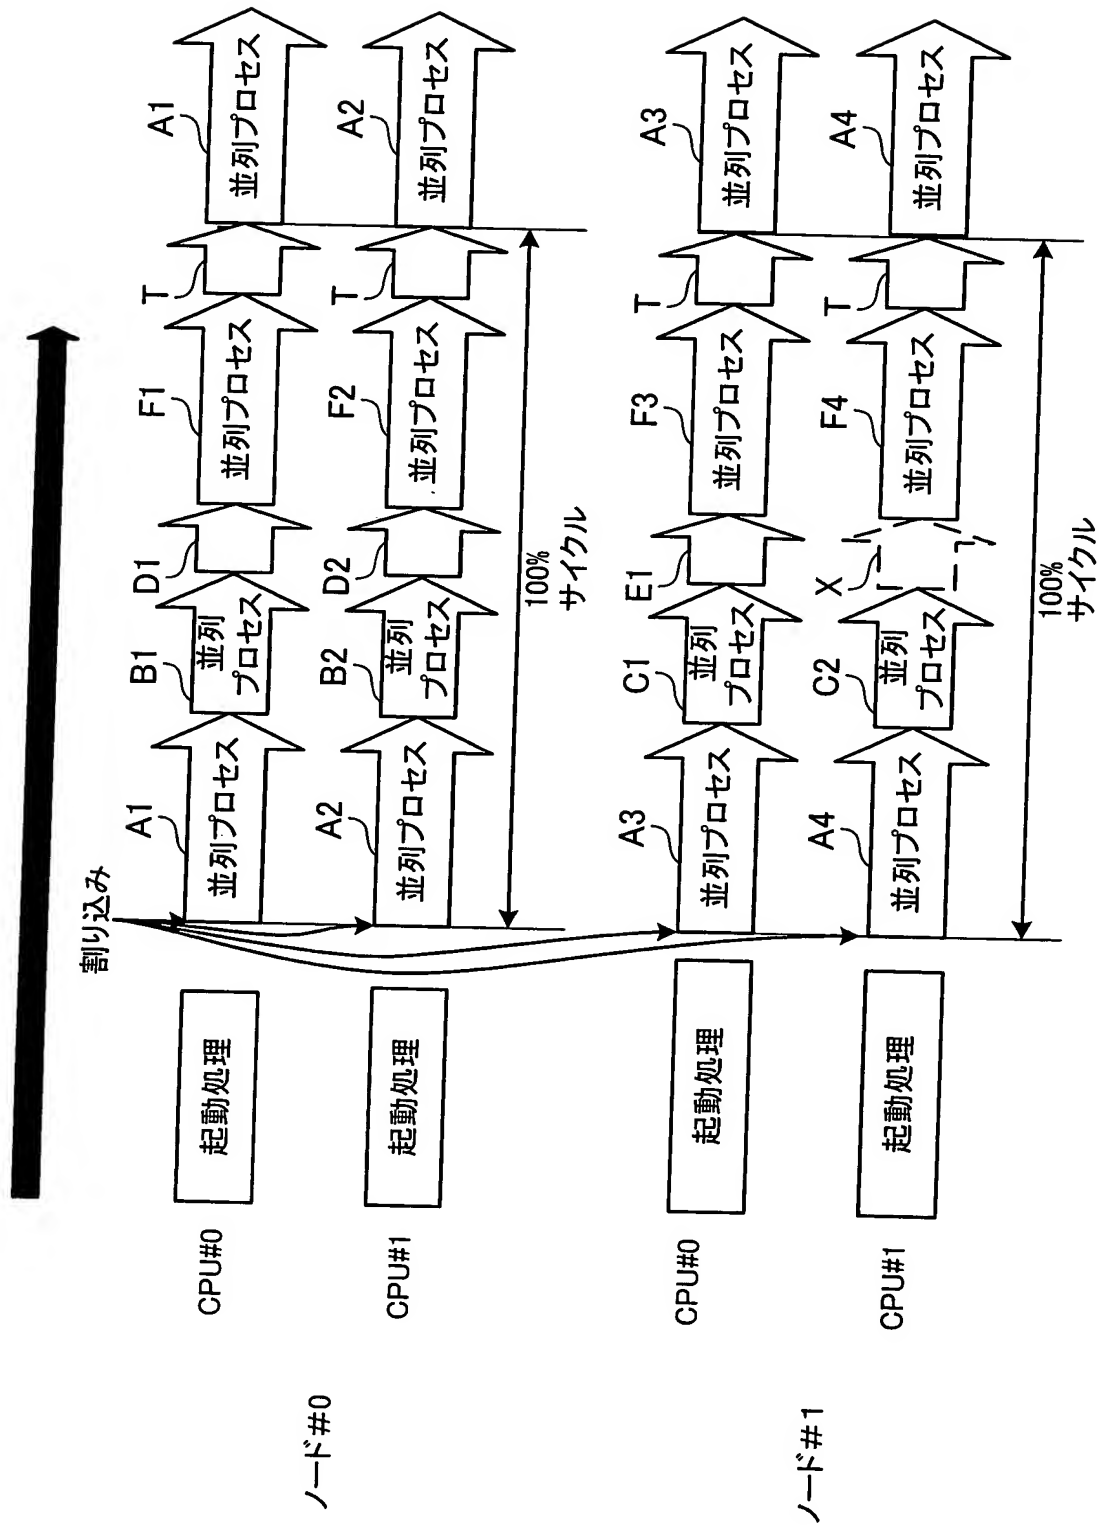 割り込み
ノード#0
CPU#0
起動処理
A1
並列プロセス
B1
並列
プロセス
D1
F1
並列プロセス
T
A1
並列プロセス
CPU#1
起動処理
A2
並列プロセス
B2
並列
プロセス
D2
F2
並列プロセス
T
A2
並列プロセス
100%
サイクル
ノード#1
CPU#0
起動処理
A3
並列プロセス
C1
並列
プロセス
E1
F3
並列プロセス
T
A3
並列プロセス
CPU#1
起動処理
A4
並列プロセス
C2
並列
プロセス
X
F4
並列プロセス
T
A4
並列プロセス
100%
サイクル